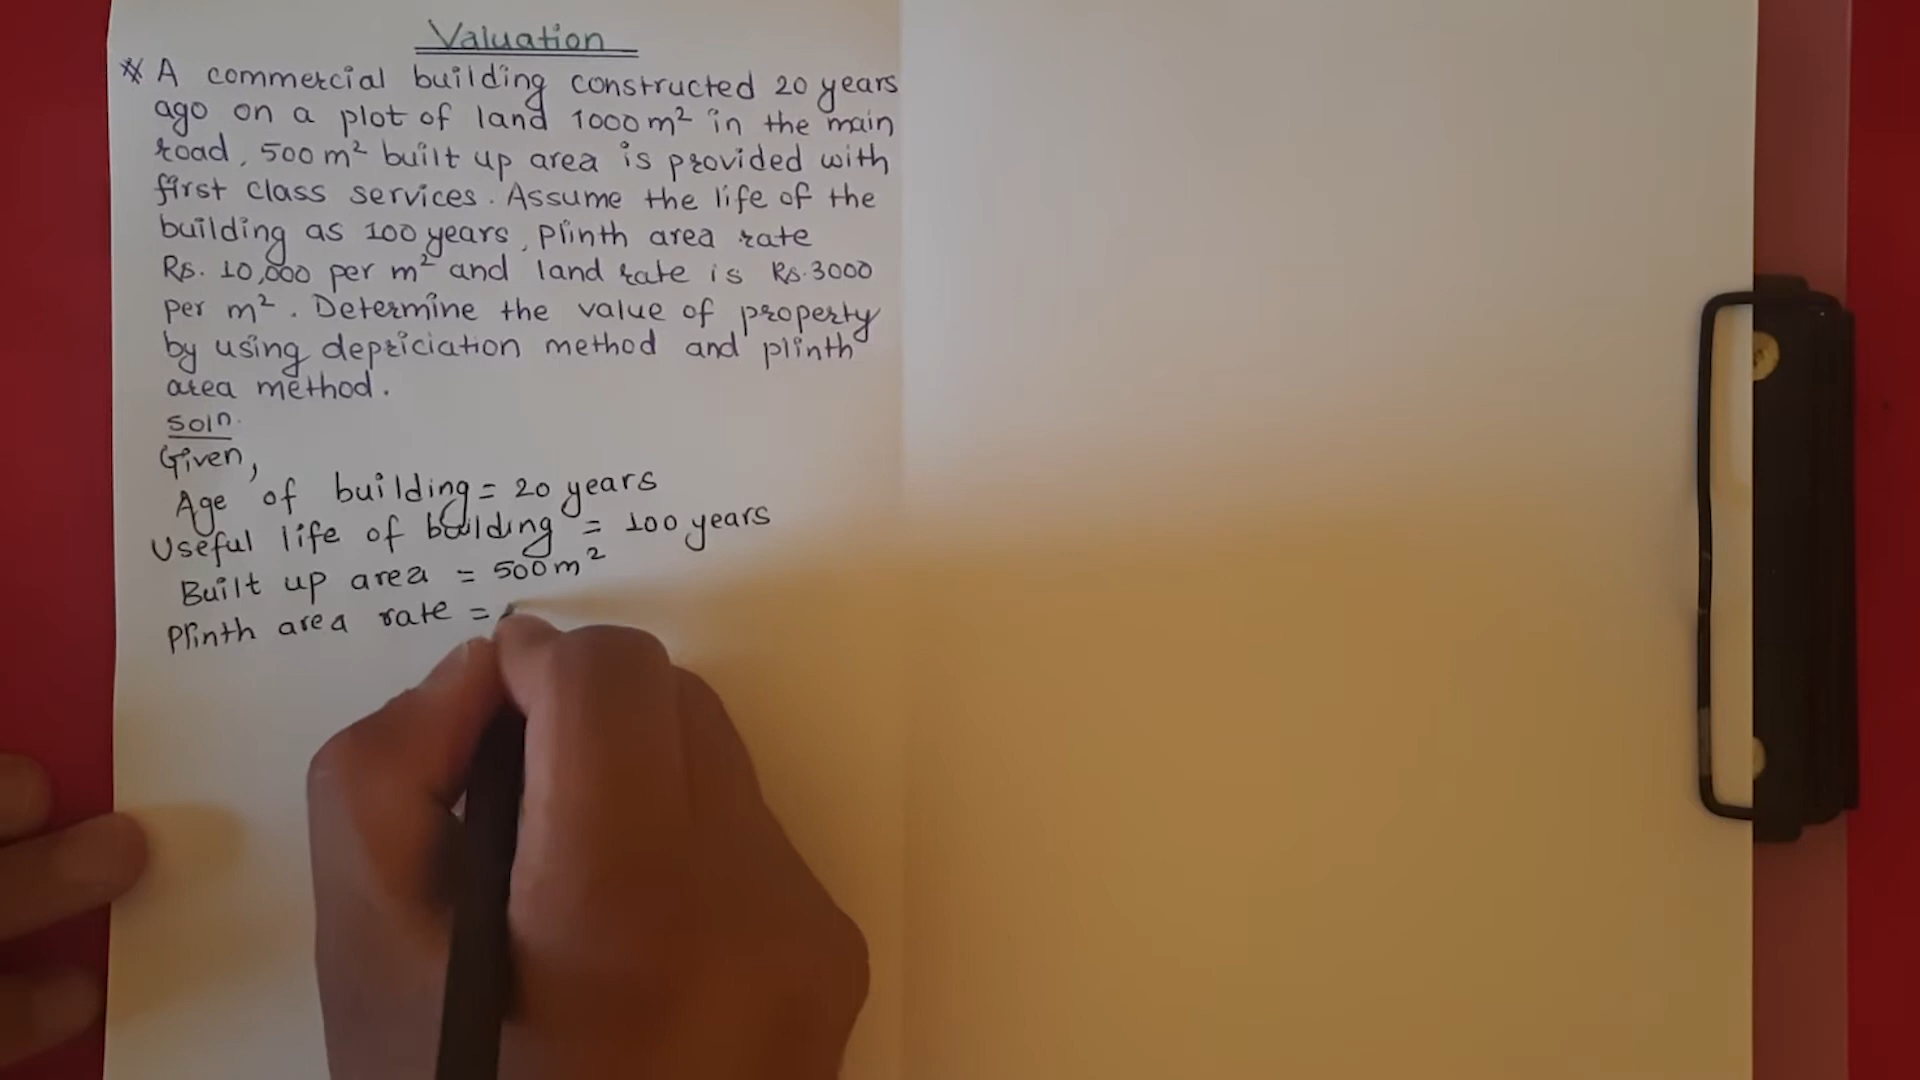 Valuation
* A commercial building constructed 20 years
ago on a plot of land 1000 m² in the main
road, 500 m² built up area is provided with
first class services. Assume the life of the
building as 100 years, plinth area rate
Rs. 10,000 per m² and land rate is Rs. 3000
per m². Determine the value of property
by using depriciation method and plinth
area method.
Soln.
Given,
Age of building = 20 years
Useful life of building = 100 years
Built up area = 500 m²
Plinth area rate =